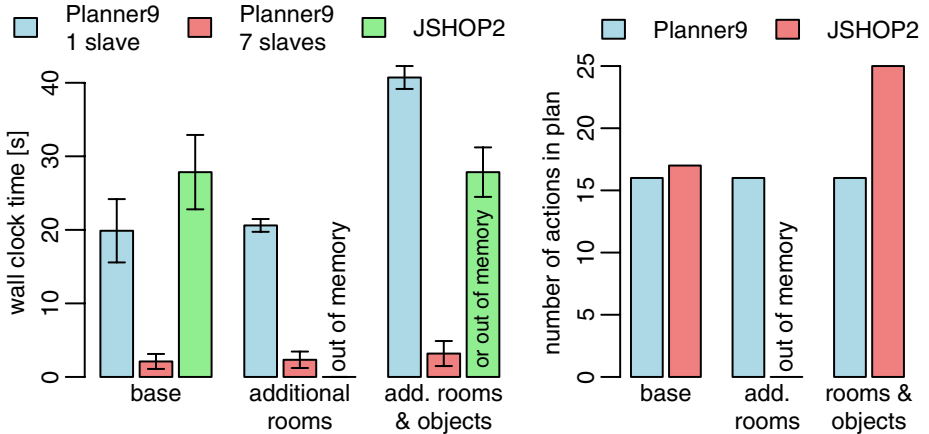 Planner9
1 slave
Planner9
7 slaves
JSHOP2
wall clock time [s]
0
10
20
30
40
out of memory
or out of memory
base
additional
rooms
add. rooms
& objects
Planner9
JSHOP2
number of actions in plan
0
5
10
15
20
25
out of memory
base
add.
rooms
rooms &
objects